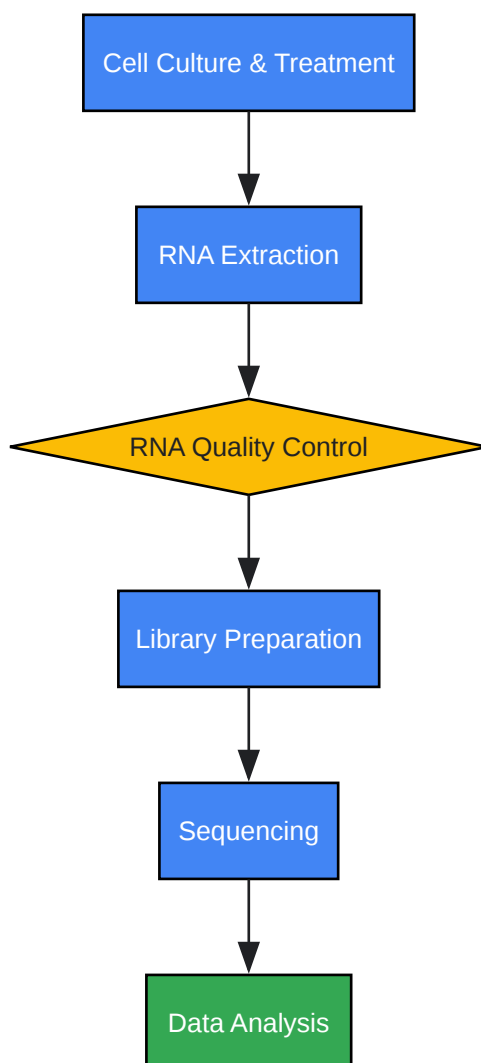 Cell Culture & Treatment
RNA Extraction
RNA Quality Control
Library Preparation
Sequencing
Data Analysis